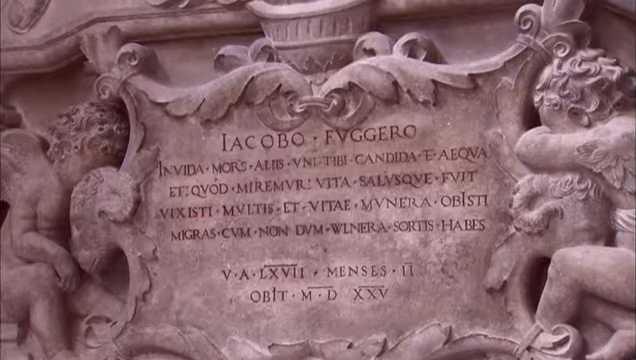 IACOBO · FVGGERO
INVIDA · MORS · ALIIS · VNI · TIBI · CANDIDA · E · AEQVA
ET · QVOD · MIREMVR · VITA · SALVSQVE · FVIT
VIXISTI · MVLTIS · ET · VITAE · MVNERA · OBISTI
MIGRAS · CVM · NON · DVM · WLNERA · SORTIS · HABES
V · A · LXVII · MENSES · II
OBIT · M · D XXV